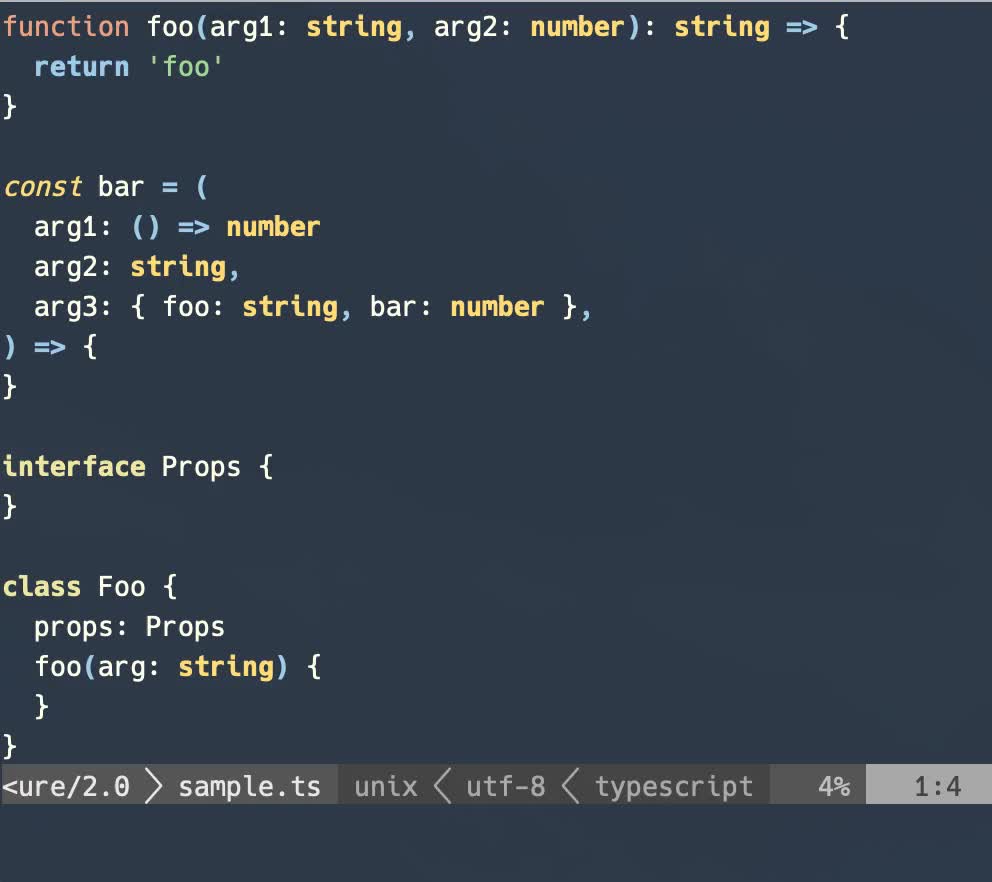 function foo(arg1: string, arg2: number): string => {
  return 'foo'
}

const bar = (
  arg1: () => number
  arg2: string,
  arg3: { foo: string, bar: number },
) => {
}

interface Props {
}

class Foo {
  props: Props
  foo(arg: string) {
  }
}
<ure/2.0 > sample.ts unix < utf-8 < typescript 4% 1:4